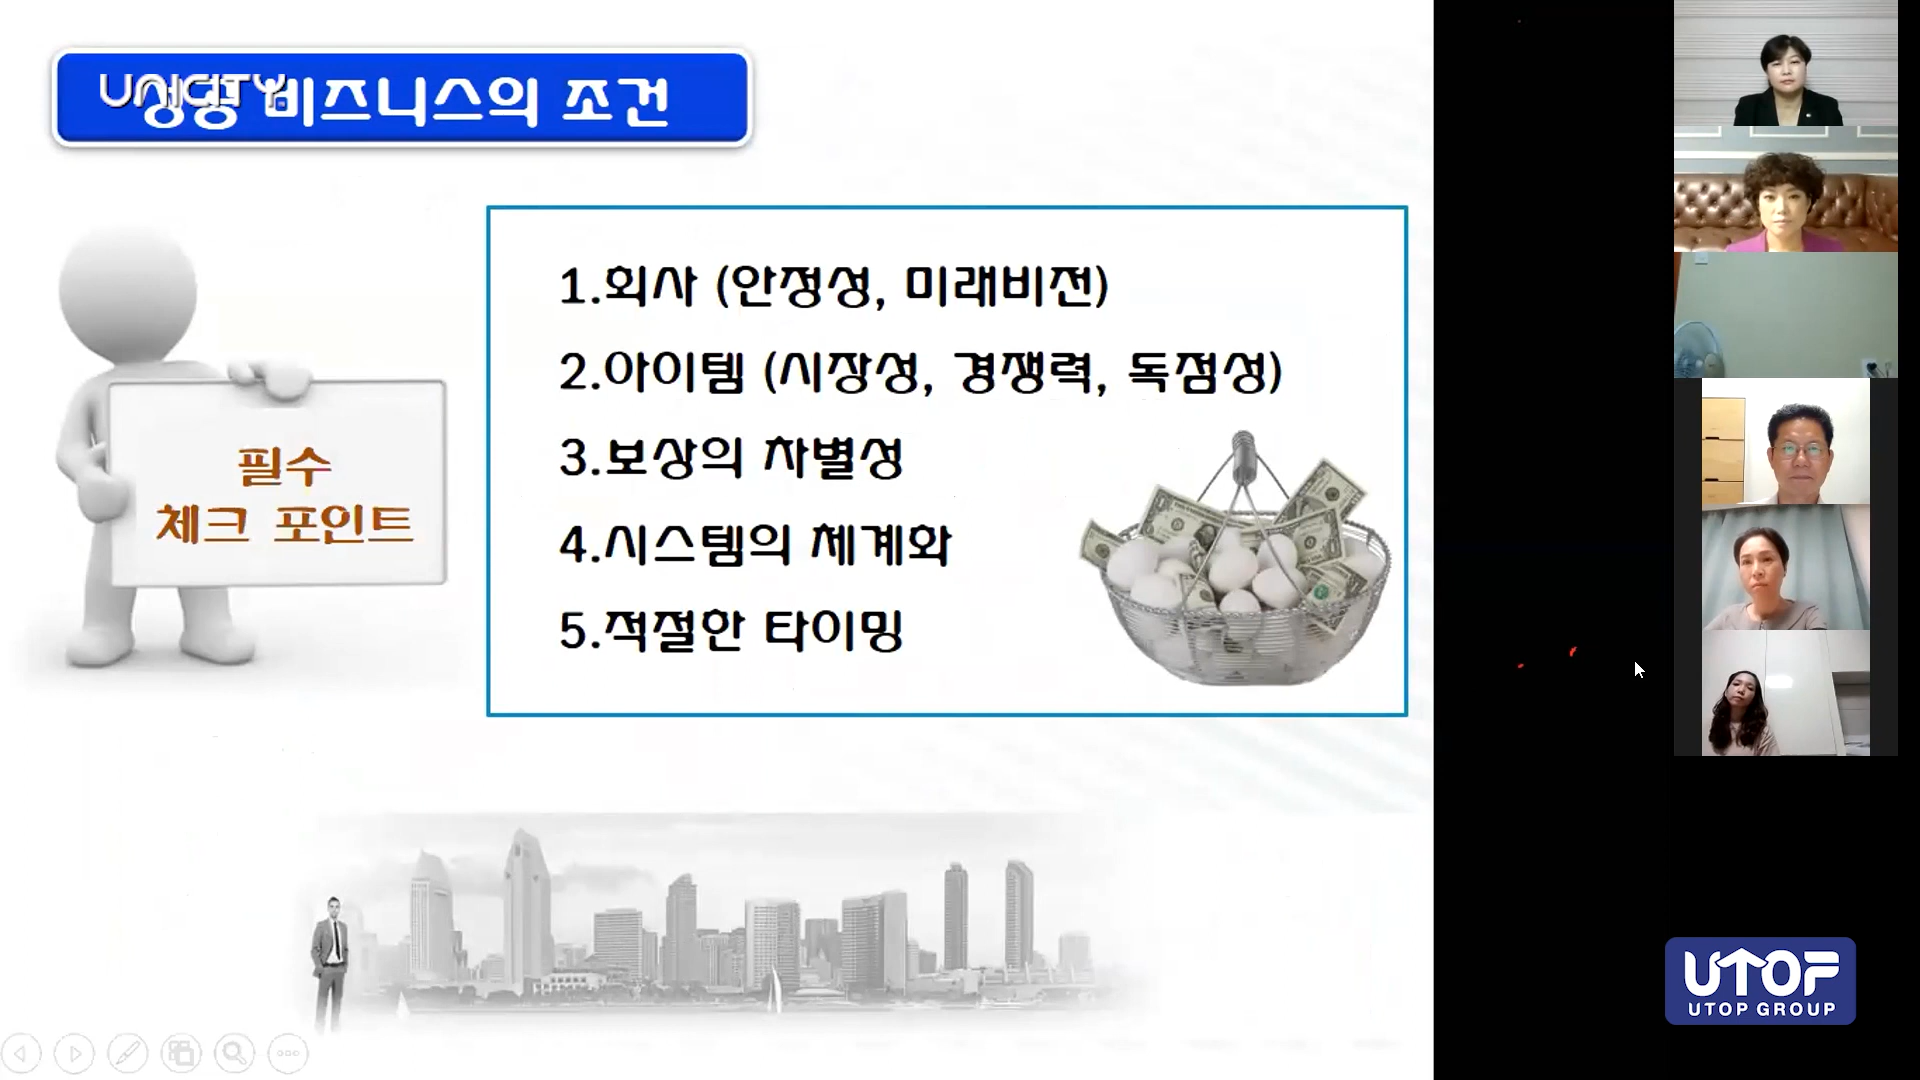 UNICITY
성공 비즈니스의 조건
필수
체크 포인트
1.회사 (안정성, 미래비전)
2.아이템 (시장성, 경쟁력, 독점성)
3.보상의 차별성
4.시스템의 체계화
5.적절한 타이밍
UTOP
UTOP GROUP